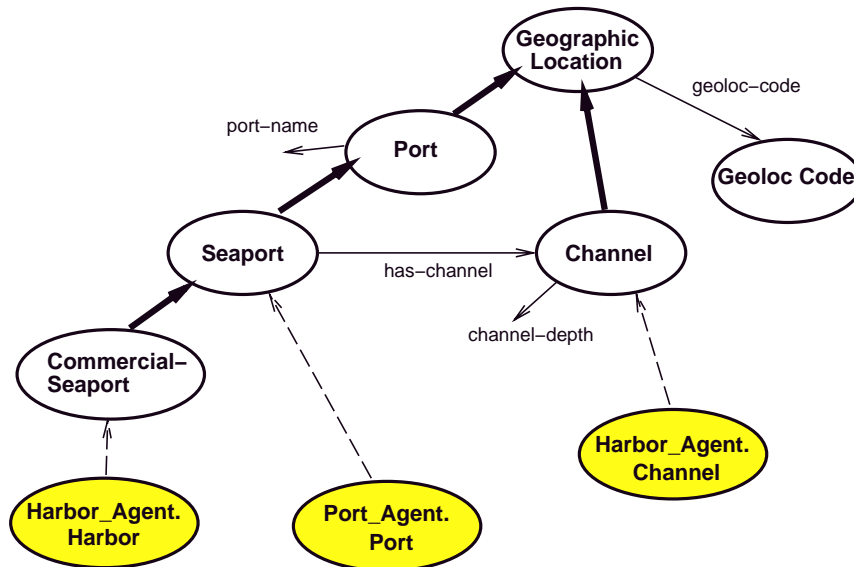 Geographic
Location
geoloc–code
port–name
Port
Geoloc Code
Seaport
has–channel
Channel
channel–depth
Commercial–
Seaport
Harbor_Agent.
Channel
Harbor_Agent.
Harbor
Port_Agent.
Port